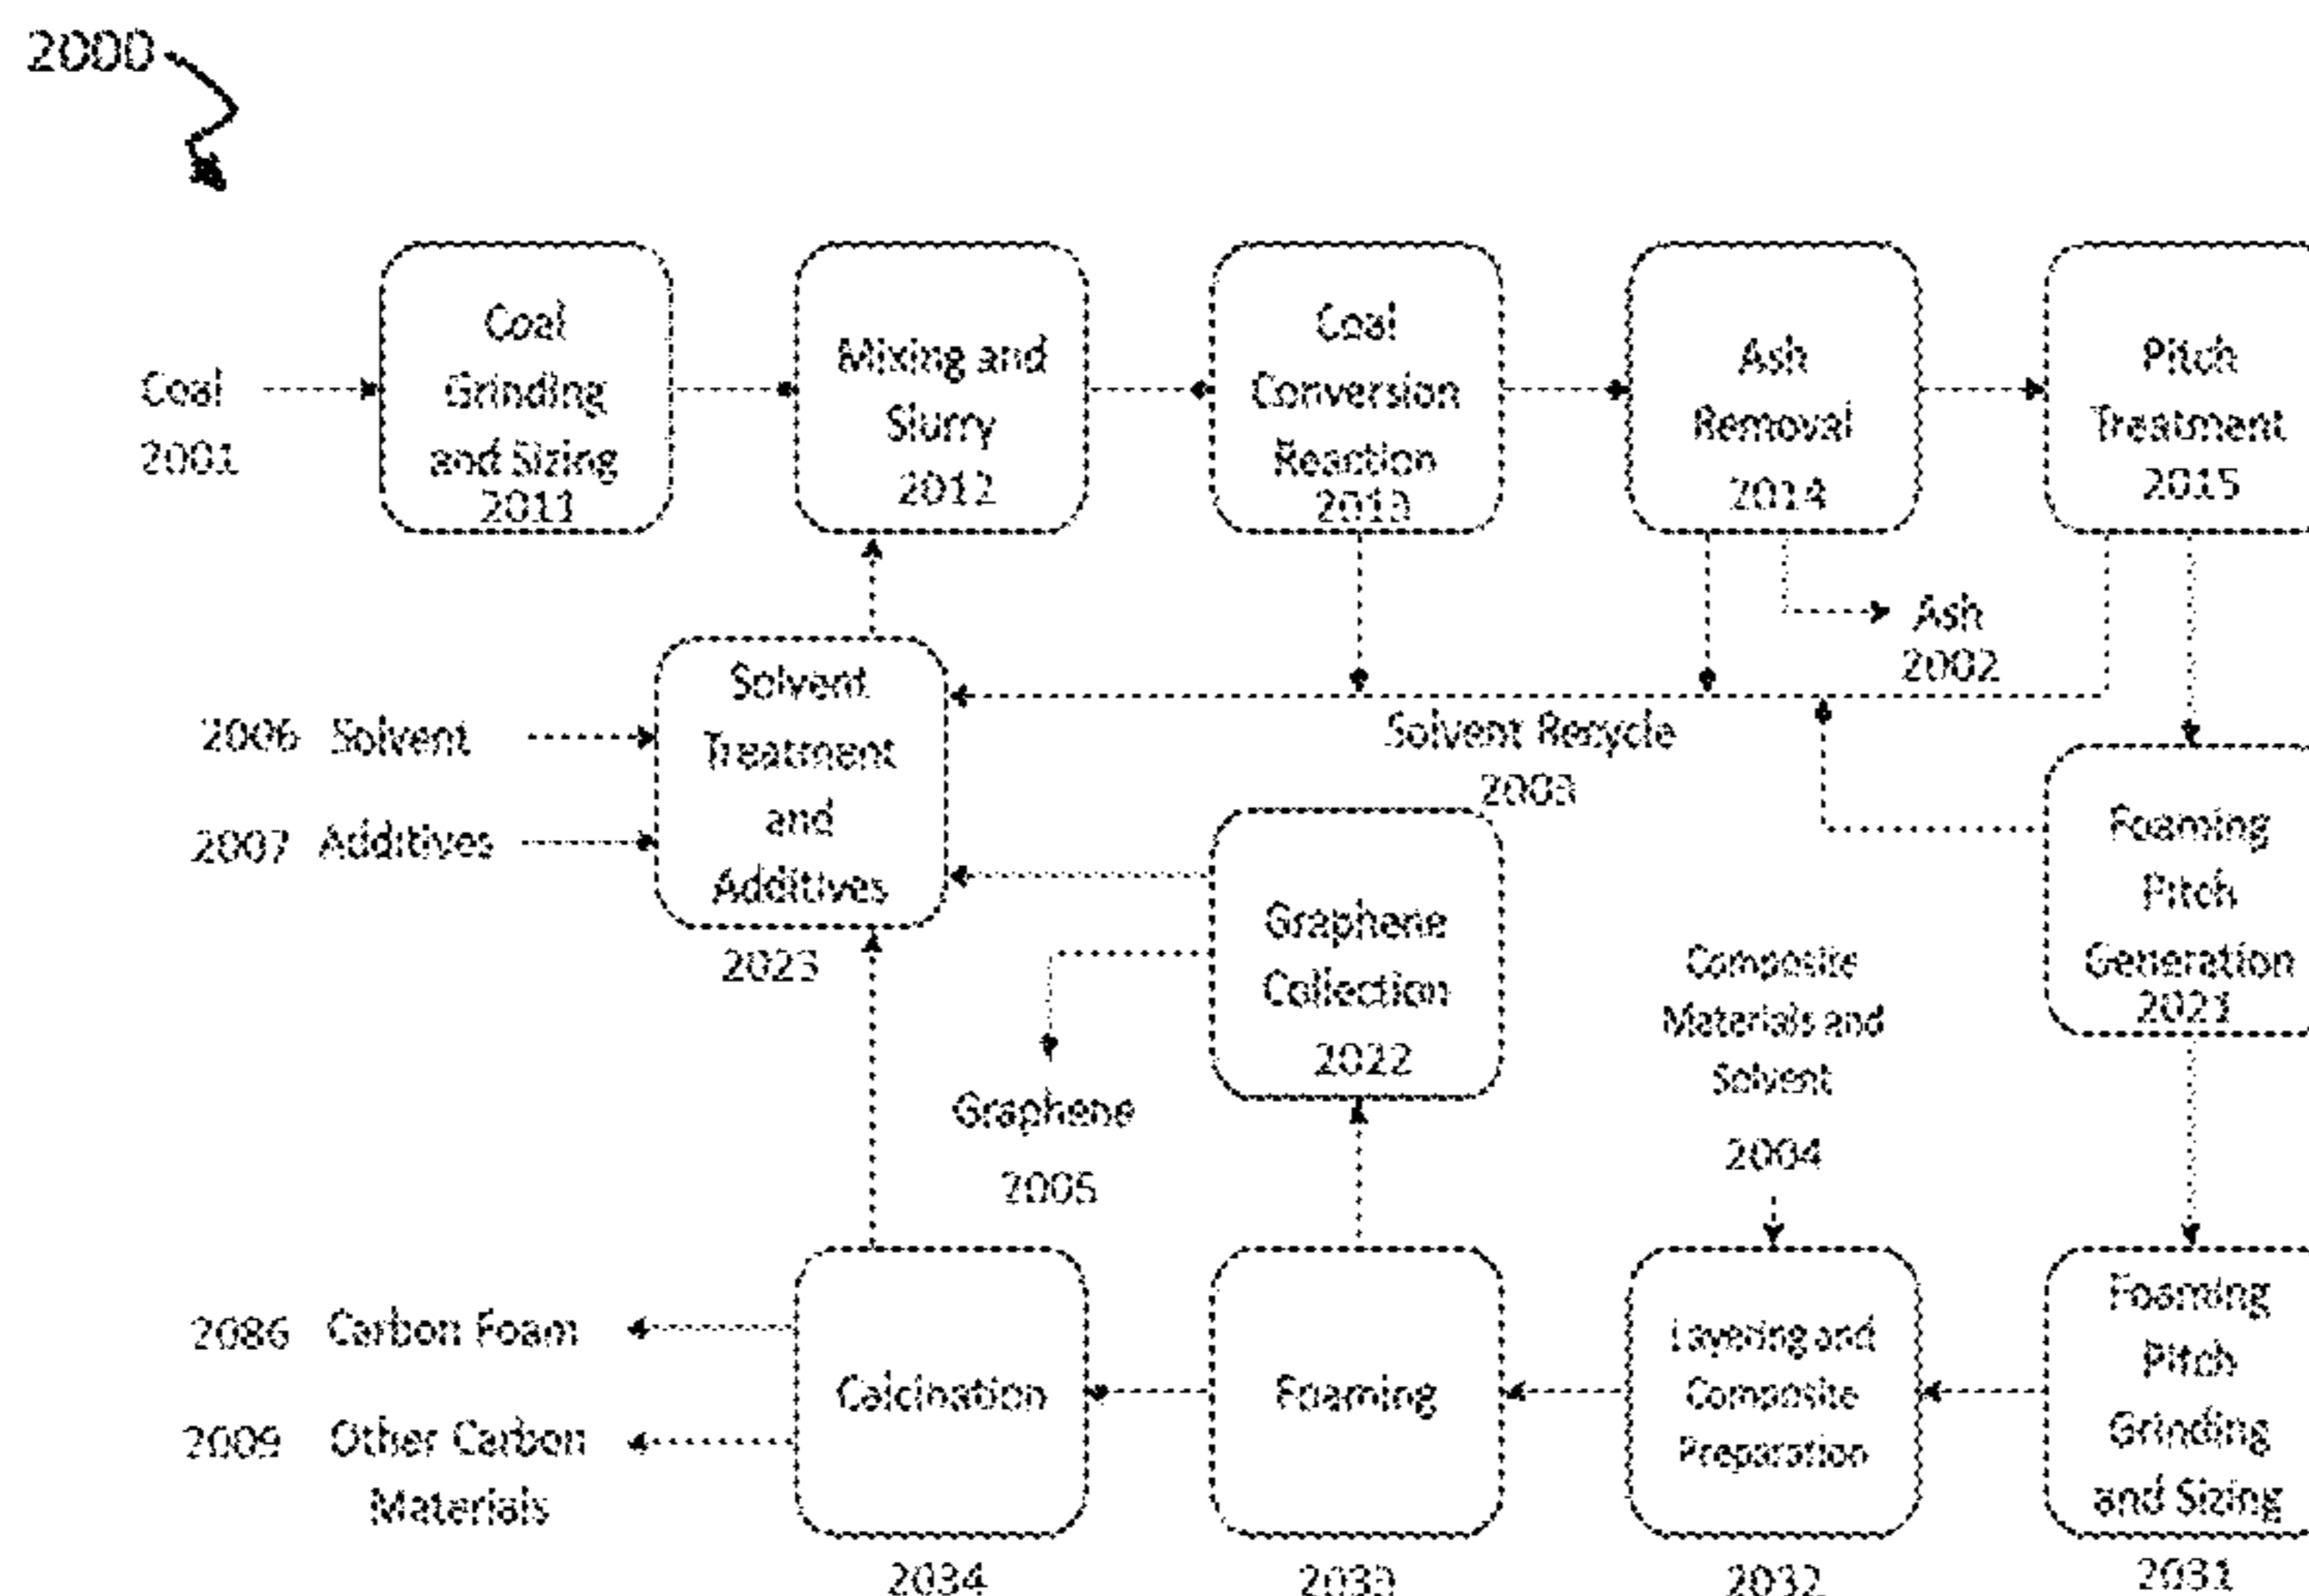 2000
Coal
2001
Coal
Grinding
and Sizing
2011
Mixing and
Slurry
2012
Coal
Conversion
Reaction
2013
Ash
Removal
2014
Pitch
Treatment
2015
Ash
2002
2006 Solvent
2007 Additives
Solvent
Treatment
and
Additives
2023
Solvent Recycle
2003
Graphene
Collection
2022
Graphene
2005
Composite
Materials and
Solvent
2004
Foaming
Pitch
Generation
2021
2086 Carbon Foam
2009 Other Carbon
Materials
Calcination
2034
Foaming
2033
Layering and
Composite
Preparation
2032
Foaming
Pitch
Grinding
and Sizing
2031